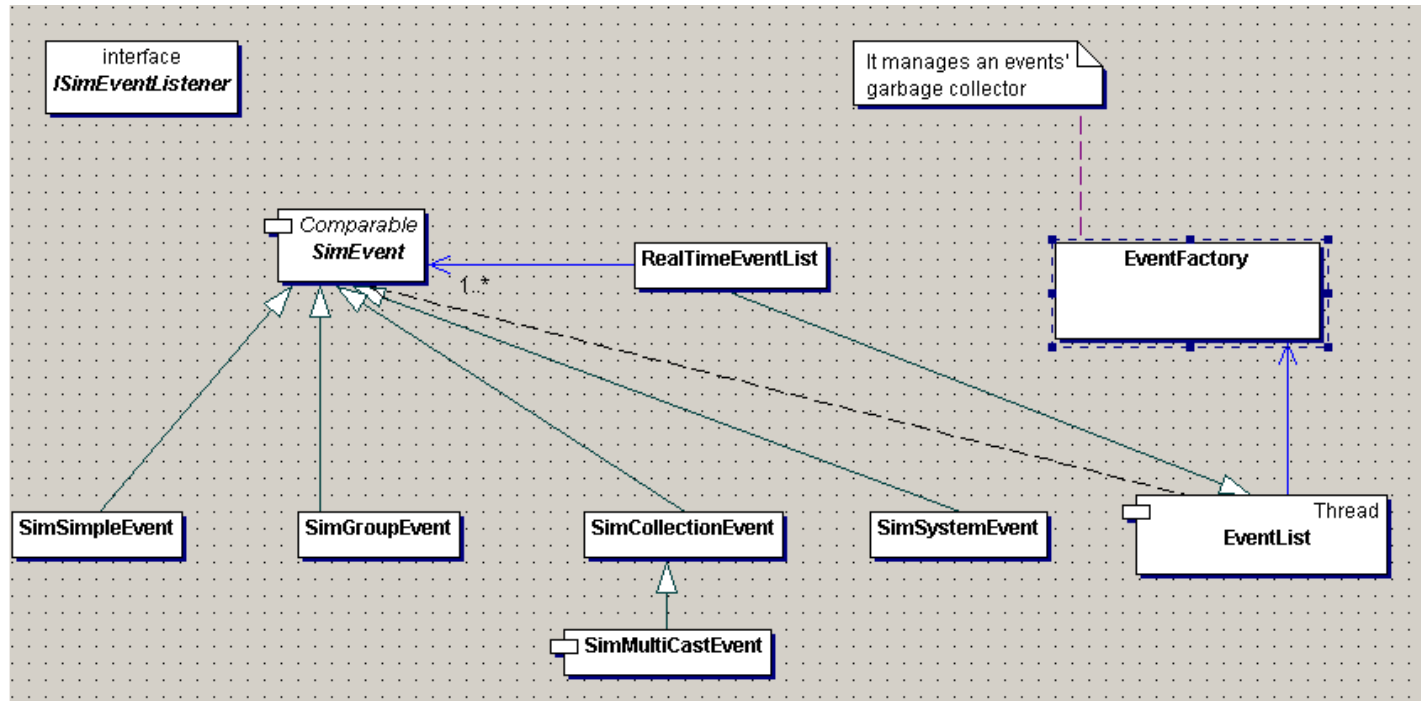 interface
ISimEventListener
It manages an events'
garbage collector
Comparable
SimEvent
1..*
RealTimeEventList
EventFactory
SimSimpleEvent
SimGroupEvent
SimCollectionEvent
SimSystemEvent
Thread
EventList
SimMultiCastEvent